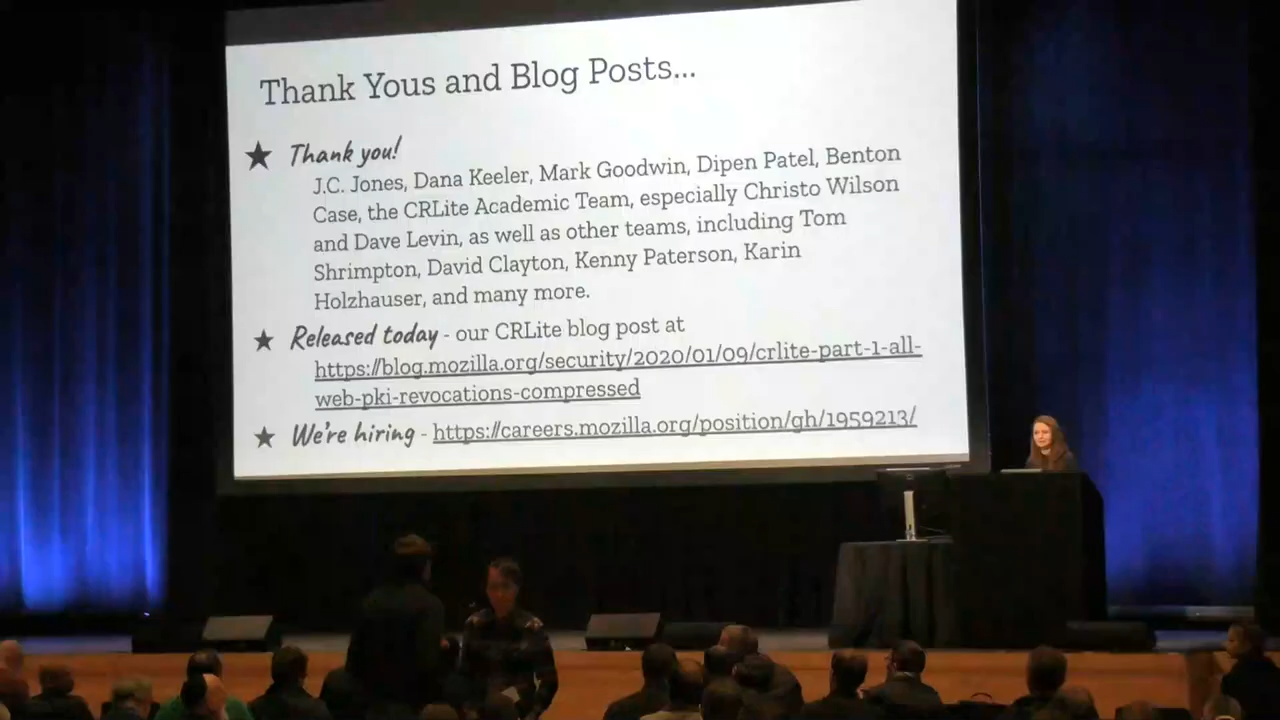 Thank Yous and Blog Posts...
★ Thank you!
J.C. Jones, Dana Keeler, Mark Goodwin, Dipen Patel, Benton
Case, the CRLite Academic Team, especially Christo Wilson
and Dave Levin, as well as other teams, including Tom
Shrimpton, David Clayton, Kenny Paterson, Karin
Holzhauser, and many more.
★ Released today - our CRLite blog post at
https://blog.mozilla.org/security/2020/01/09/crlite-part-1-all-
web-pki-revocations-compressed
★ We're hiring - https://careers.mozilla.org/position/gh/1959213/